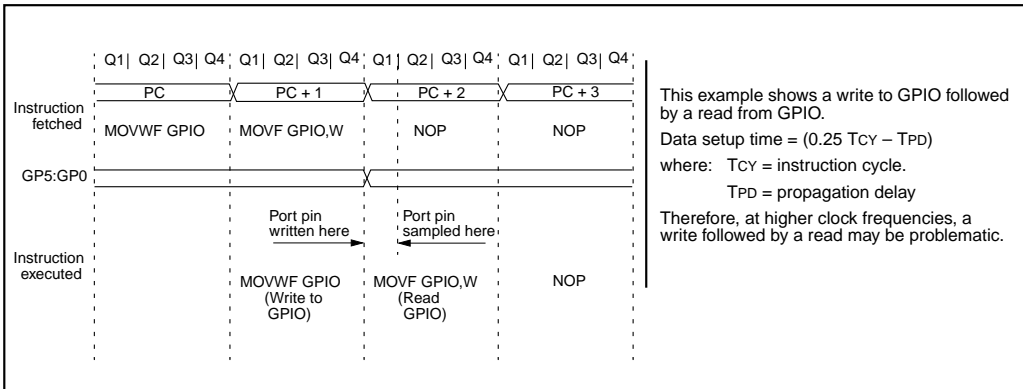 Q1| Q2| Q3| Q4 Q1| Q2| Q3| Q4 Q1| Q2| Q3| Q4 Q1| Q2| Q3| Q4
PC PC + 1 PC + 2 PC + 3
Instruction
fetched
MOVWF GPIO MOVF GPIO,W NOP NOP
GP5:GP0
Port pin
written here
Port pin
sampled here
Instruction
executed
MOVWF GPIO
(Write to
GPIO)
MOVF GPIO,W
(Read
GPIO)
NOP
This example shows a write to GPIO followed
by a read from GPIO.
Data setup time = (0.25 TCY – TPD)
where: TCY = instruction cycle.
TPD = propagation delay
Therefore, at higher clock frequencies, a
write followed by a read may be problematic.